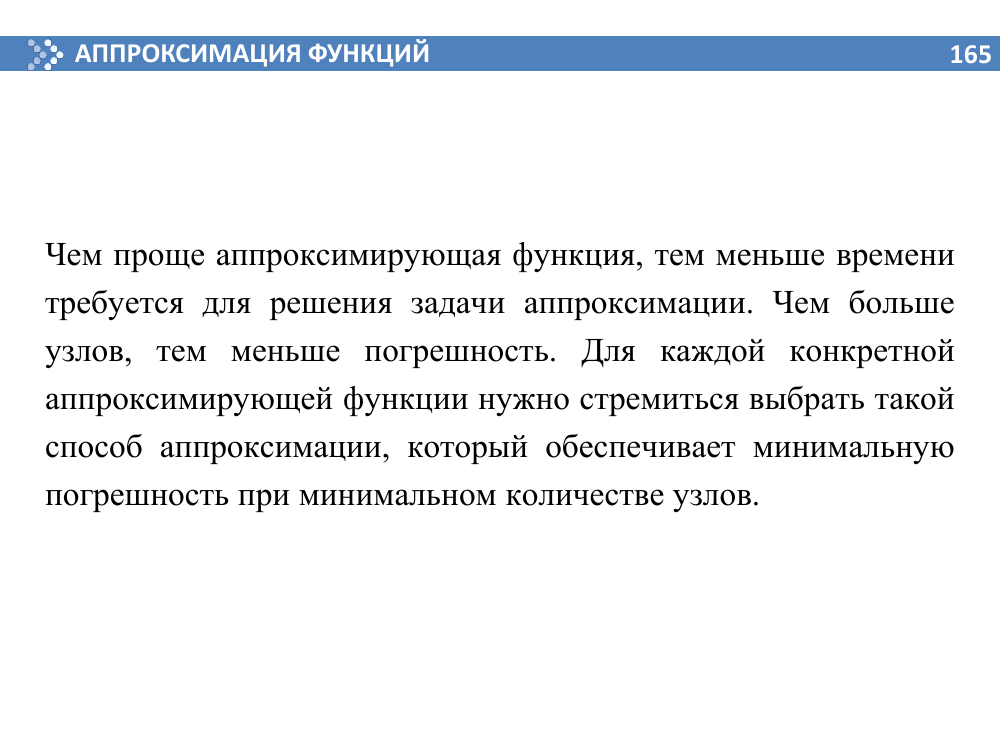 АППРОКСИМАЦИЯ ФУНКЦИЙ 165
Чем проще аппроксимирующая функция, тем меньше времени
требуется для решения задачи аппроксимации. Чем больше
узлов, тем меньше погрешность. Для каждой конкретной
аппроксимирующей функции нужно стремиться выбрать такой
способ аппроксимации, который обеспечивает минимальную
погрешность при минимальном количестве узлов.